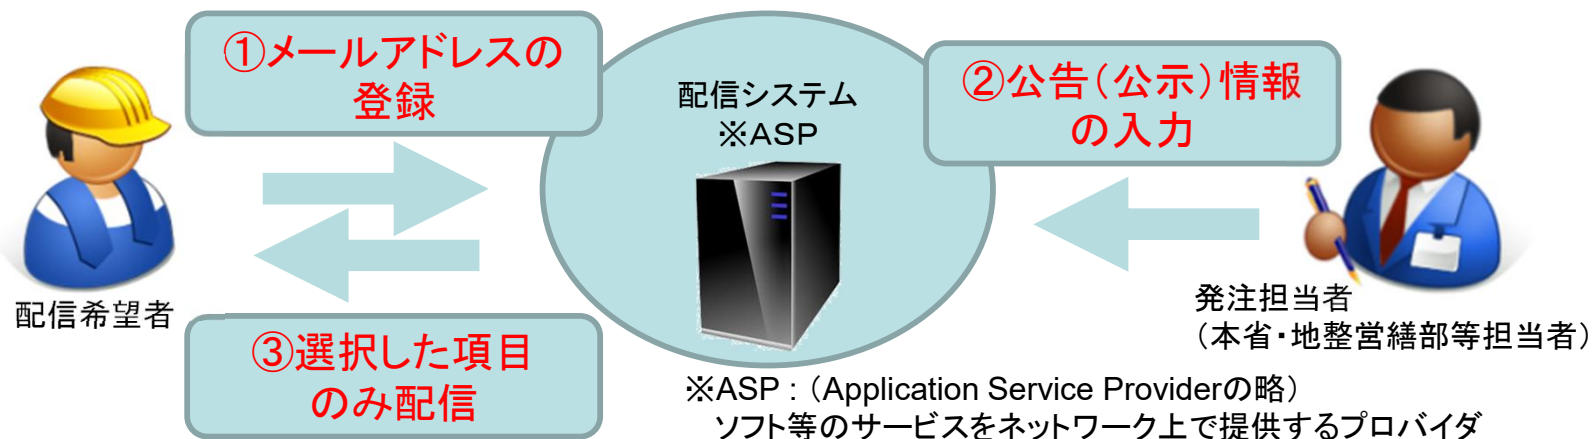 ①メールアドレスの
登録
配信システム
※ASP
②公告（公示）情報
の入力
配信希望者
発注担当者
（本省・地整営繕部等担当者）
③選択した項目
のみ配信
※ASP：（Application Service Providerの略）
ソフト等のサービスをネットワーク上で提供するプロバイダ